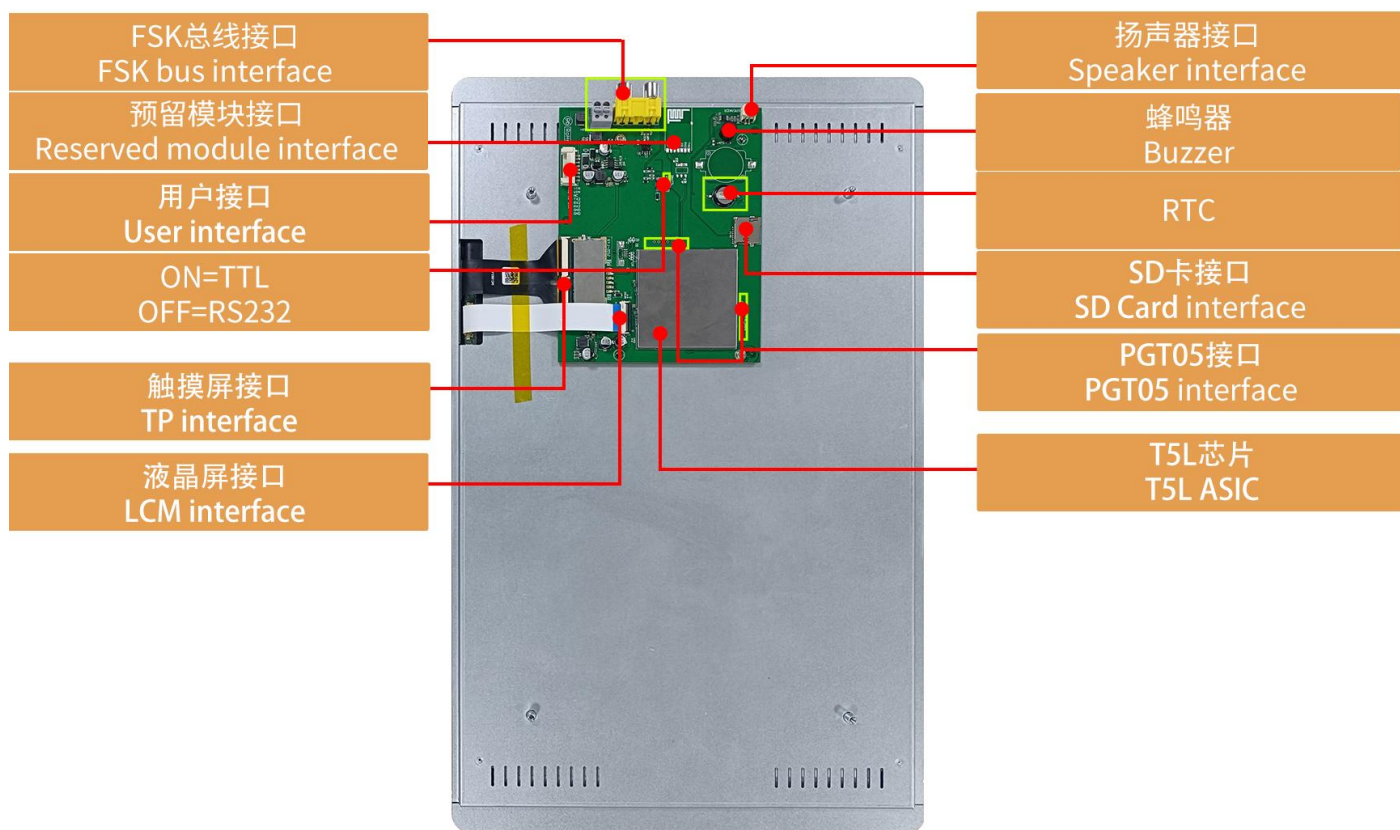 FSK总线接口
FSK bus interface
预留模块接口
Reserved module interface
用户接口
User interface
ON=TTL
OFF=RS232
触摸屏接口
TP interface
液晶屏接口
LCM interface
扬声器接口
Speaker interface
蜂鸣器
Buzzer
RTC
SD卡接口
SD Card interface
PGT05接口
PGT05 interface
T5L芯片
T5L ASIC